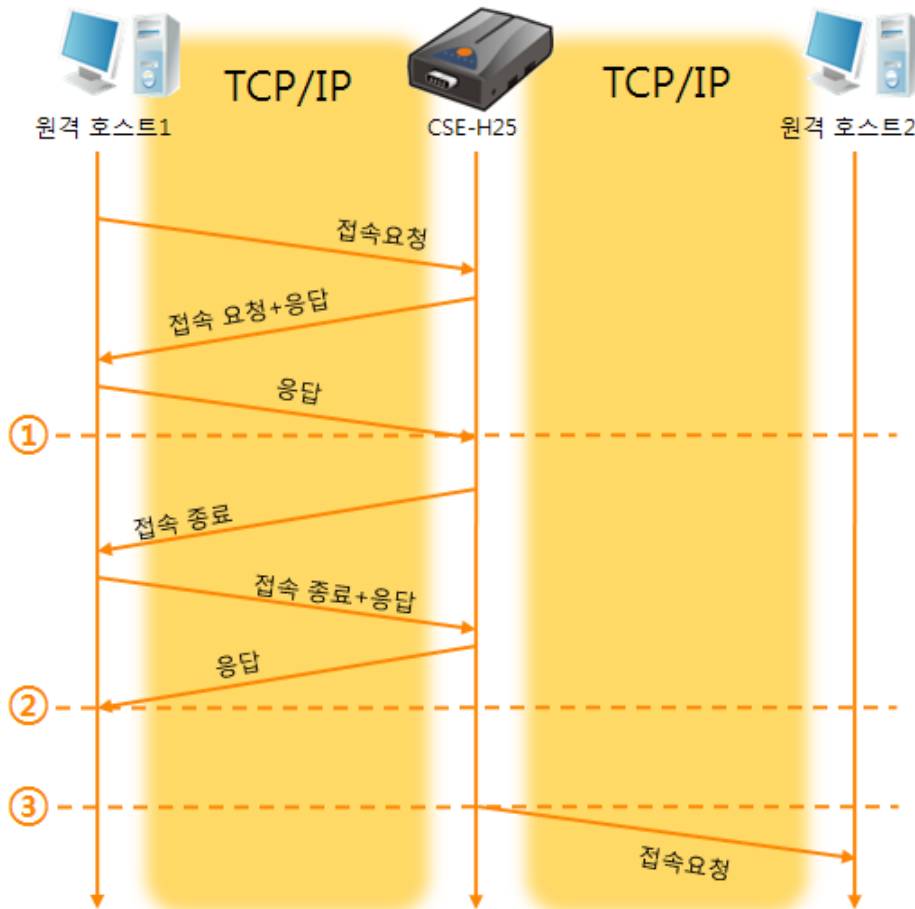 TCP/IP
TCP/IP
원격 호스트1
CSE-H25
원격 호스트2
접속요청
접속 요청+응답
응답
①
접속 종료
접속 종료+응답
응답
②
③
접속요청